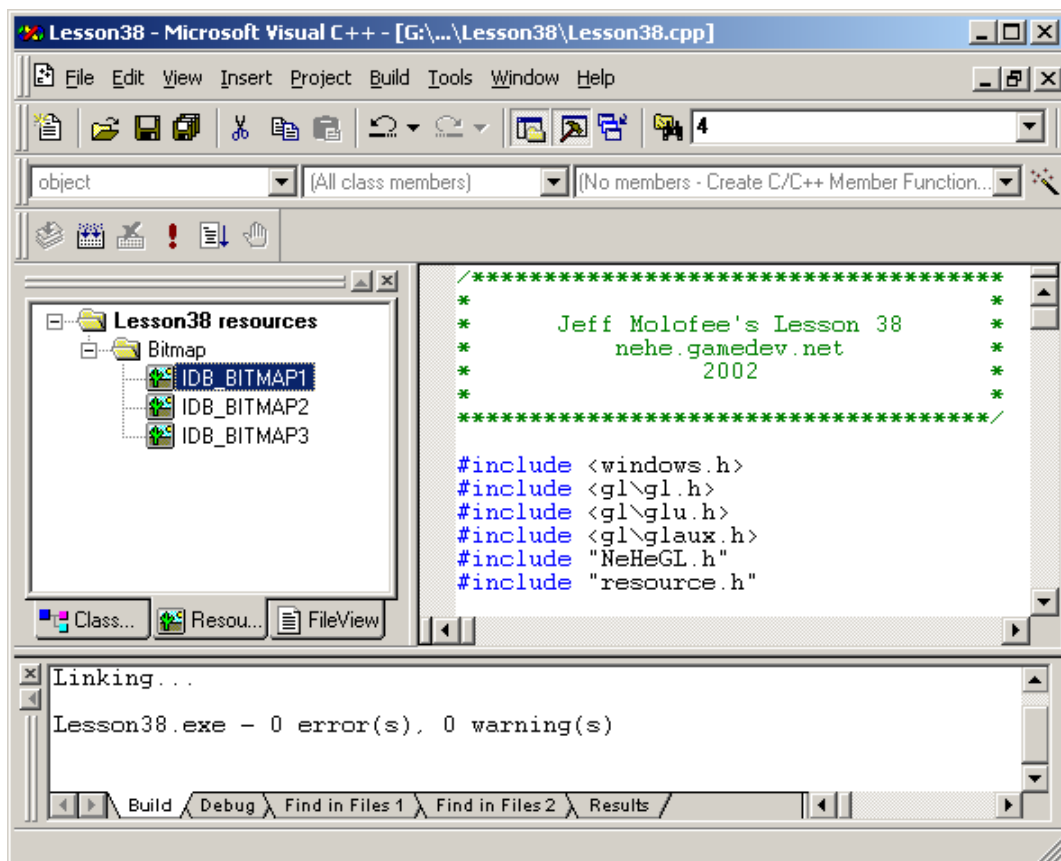 Lesson38 - Microsoft Visual C++ - [G:\...\Lesson38\Lesson38.cpp]
File Edit View Insert Project Build Tools Window Help
4
object (All class members) (No members - Create C/C++ Member Function...
Lesson38 resources
Bitmap
IDB_BITMAP1
IDB_BITMAP2
IDB_BITMAP3
Class... Resou... FileView
/*************************************
* *
* Jeff Molofee's Lesson 38 *
* nehe.gamedev.net *
* 2002 *
* *
*************************************/
#include <windows.h>
#include <gl\gl.h>
#include <gl\glu.h>
#include <gl\glaux.h>
#include "NeHeGL.h"
#include "resource.h"
Linking...
Lesson38.exe - 0 error(s), 0 warning(s)
Build Debug Find in Files 1 Find in Files 2 Results